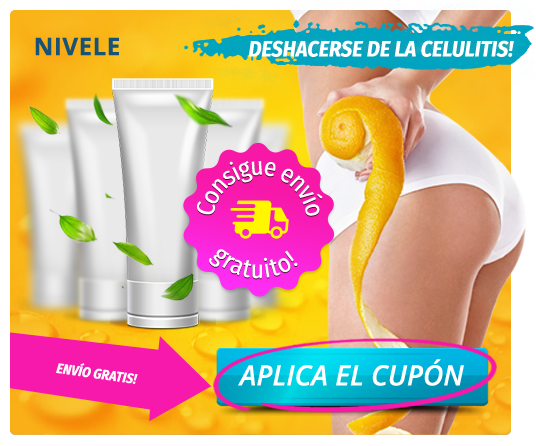 NIVELE
DESHACERSE DE LA CELULITIS!
Consigue envío
gratuito!
ENVÍO GRATIS!
APLICA EL CUPÓN